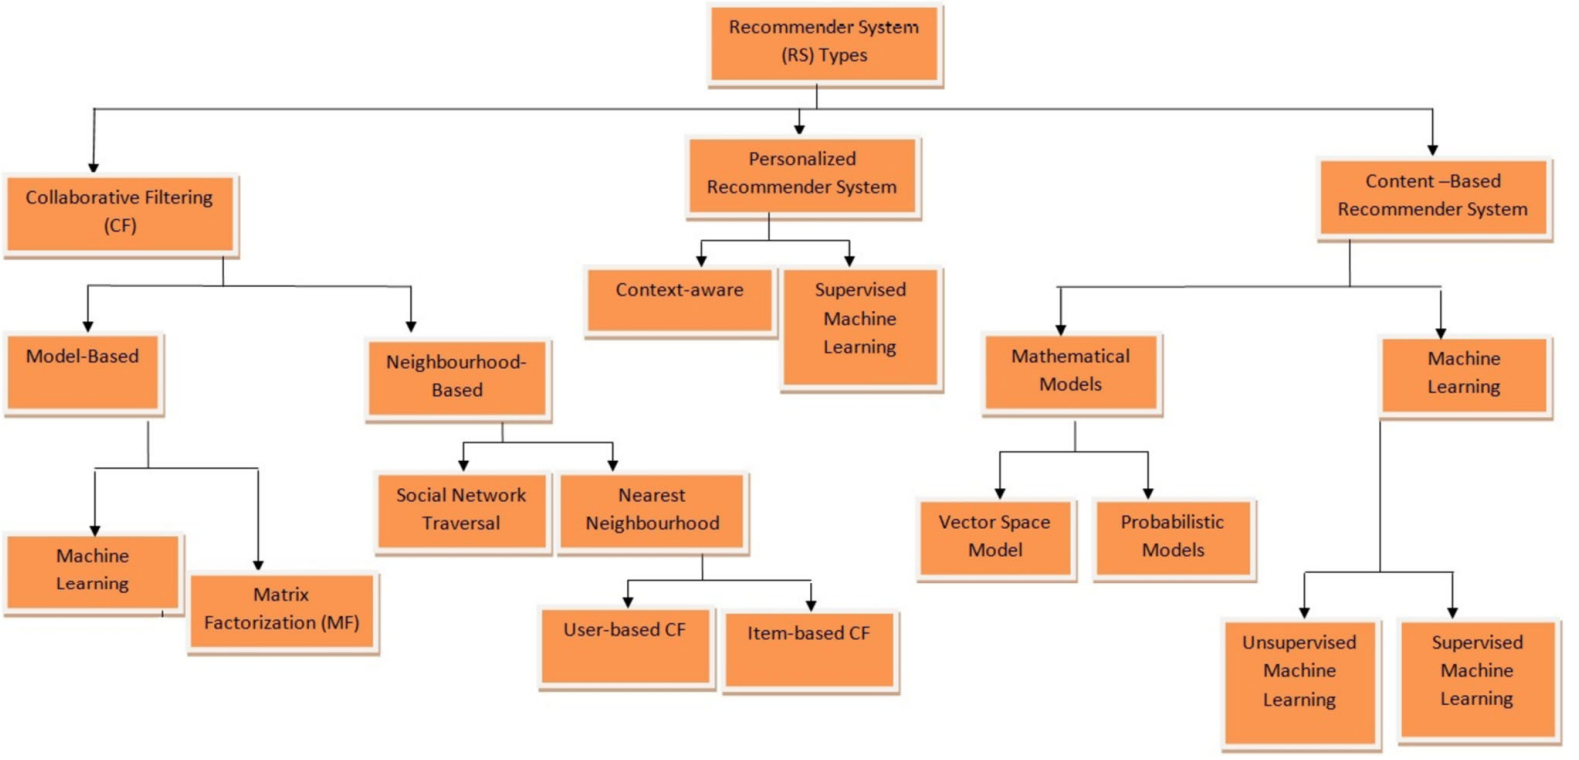 Recommender System
(RS) Types
Collaborative Filtering
(CF)
Personalized
Recommender System
Content –Based
Recommender System
Context-aware
Supervised
Machine
Learning
Model-Based
Neighbourhood-
Based
Mathematical
Models
Machine
Learning
Social Network
Traversal
Nearest
Neighbourhood
Vector Space
Model
Probabilistic
Models
Machine
Learning
Matrix
Factorization (MF)
User-based CF
Item-based CF
Unsupervised
Machine
Learning
Supervised
Machine
Learning